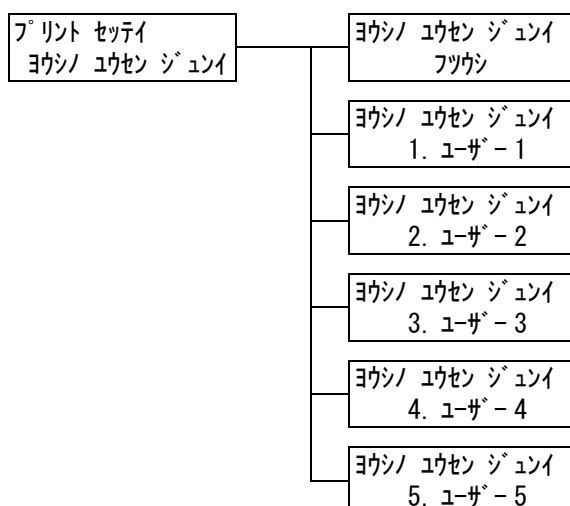 プリント セッテイ
ヨウシノ ユウセン ジュンイ
ヨウシノ ユウセン ジュンイ
フツウシ
ヨウシノ ユウセン ジュンイ
1. ユーザー 1
ヨウシノ ユウセン ジュンイ
2. ユーザー 2
ヨウシノ ユウセン ジュンイ
3. ユーザー 3
ヨウシノ ユウセン ジュンイ
4. ユーザー 4
ヨウシノ ユウセン ジュンイ
5. ユーザー 5